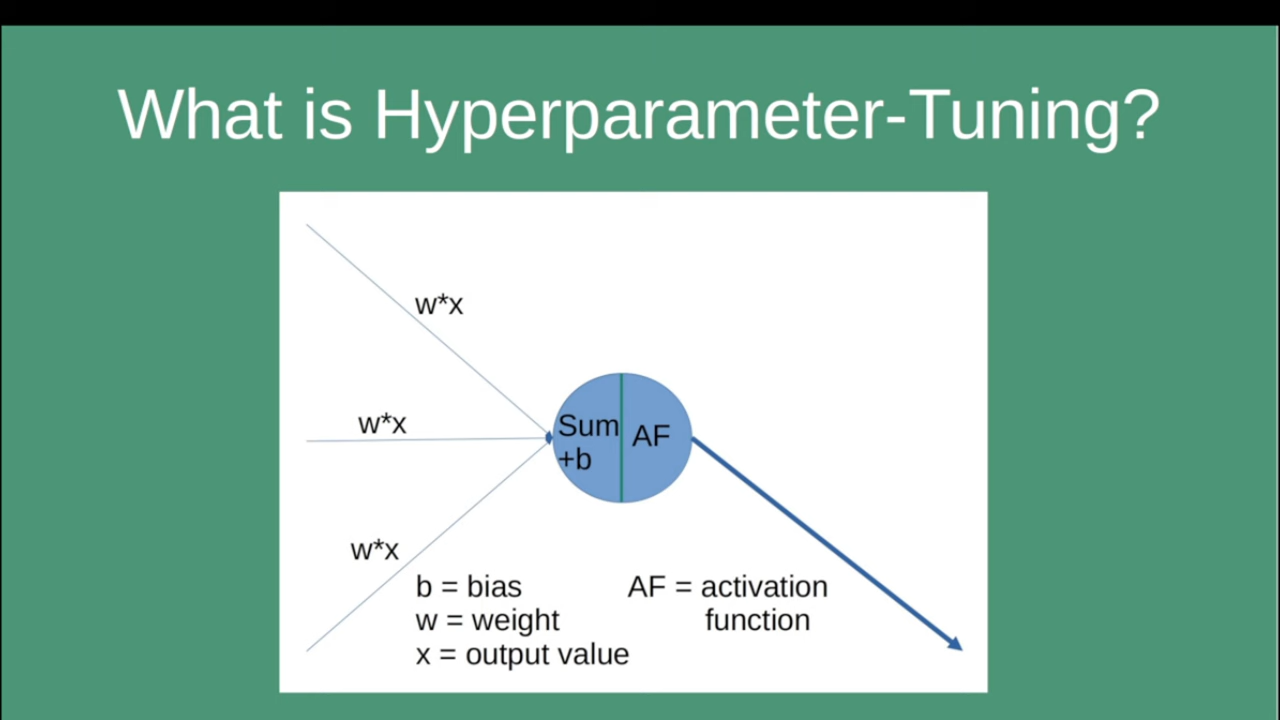 What is Hyperparameter-Tuning?
w*x
w*x
Sum
+b
AF
w*x
b = bias
w = weight
x = output value
AF = activation
function